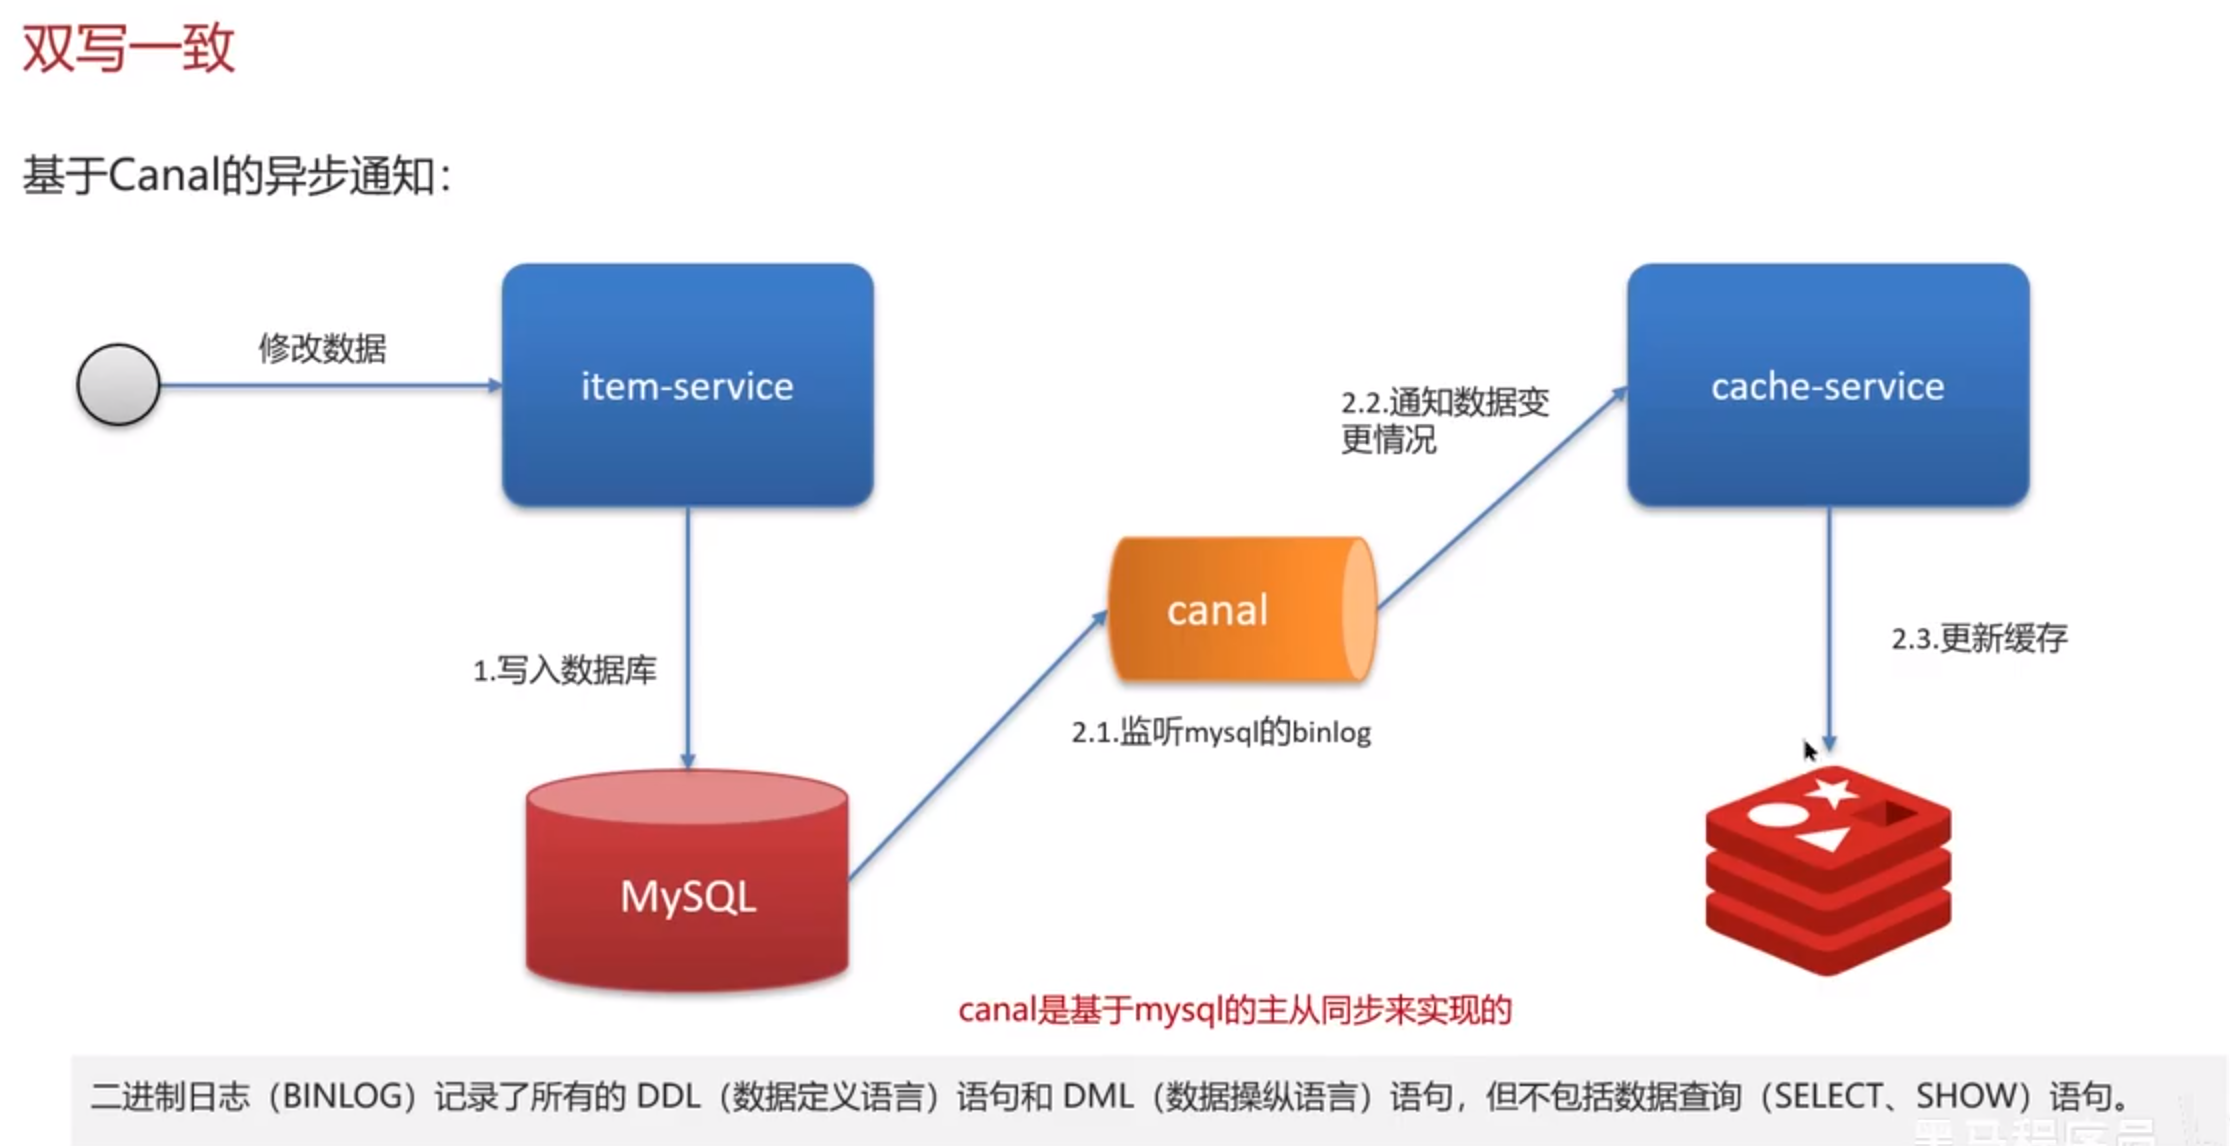 双写一致
基于Canal的异步通知：
修改数据
item-service
2.2.通知数据变
更情况
cache-service
canal
1.写入数据库
2.3.更新缓存
2.1.监听mysql的binlog
MySQL
canal是基于mysql的主从同步来实现的
二进制日志（BINLOG）记录了所有的 DDL（数据定义语言）语句和 DML（数据操纵语言）语句，但不包括数据查询（SELECT、SHOW）语句。